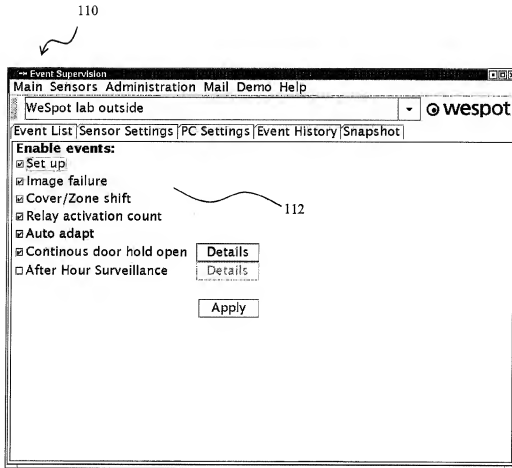 110
Event Supervision
Main Sensors Administration Mail Demo Help
WeSpot lab outside
wespot
Event List Sensor Settings PC Settings Event History Snapshot
Enable events:
Set up
Image failure
Cover/Zone shift
112
Relay activation count
Auto adapt
Continous door hold open Details
After Hour Surveillance Details
Apply